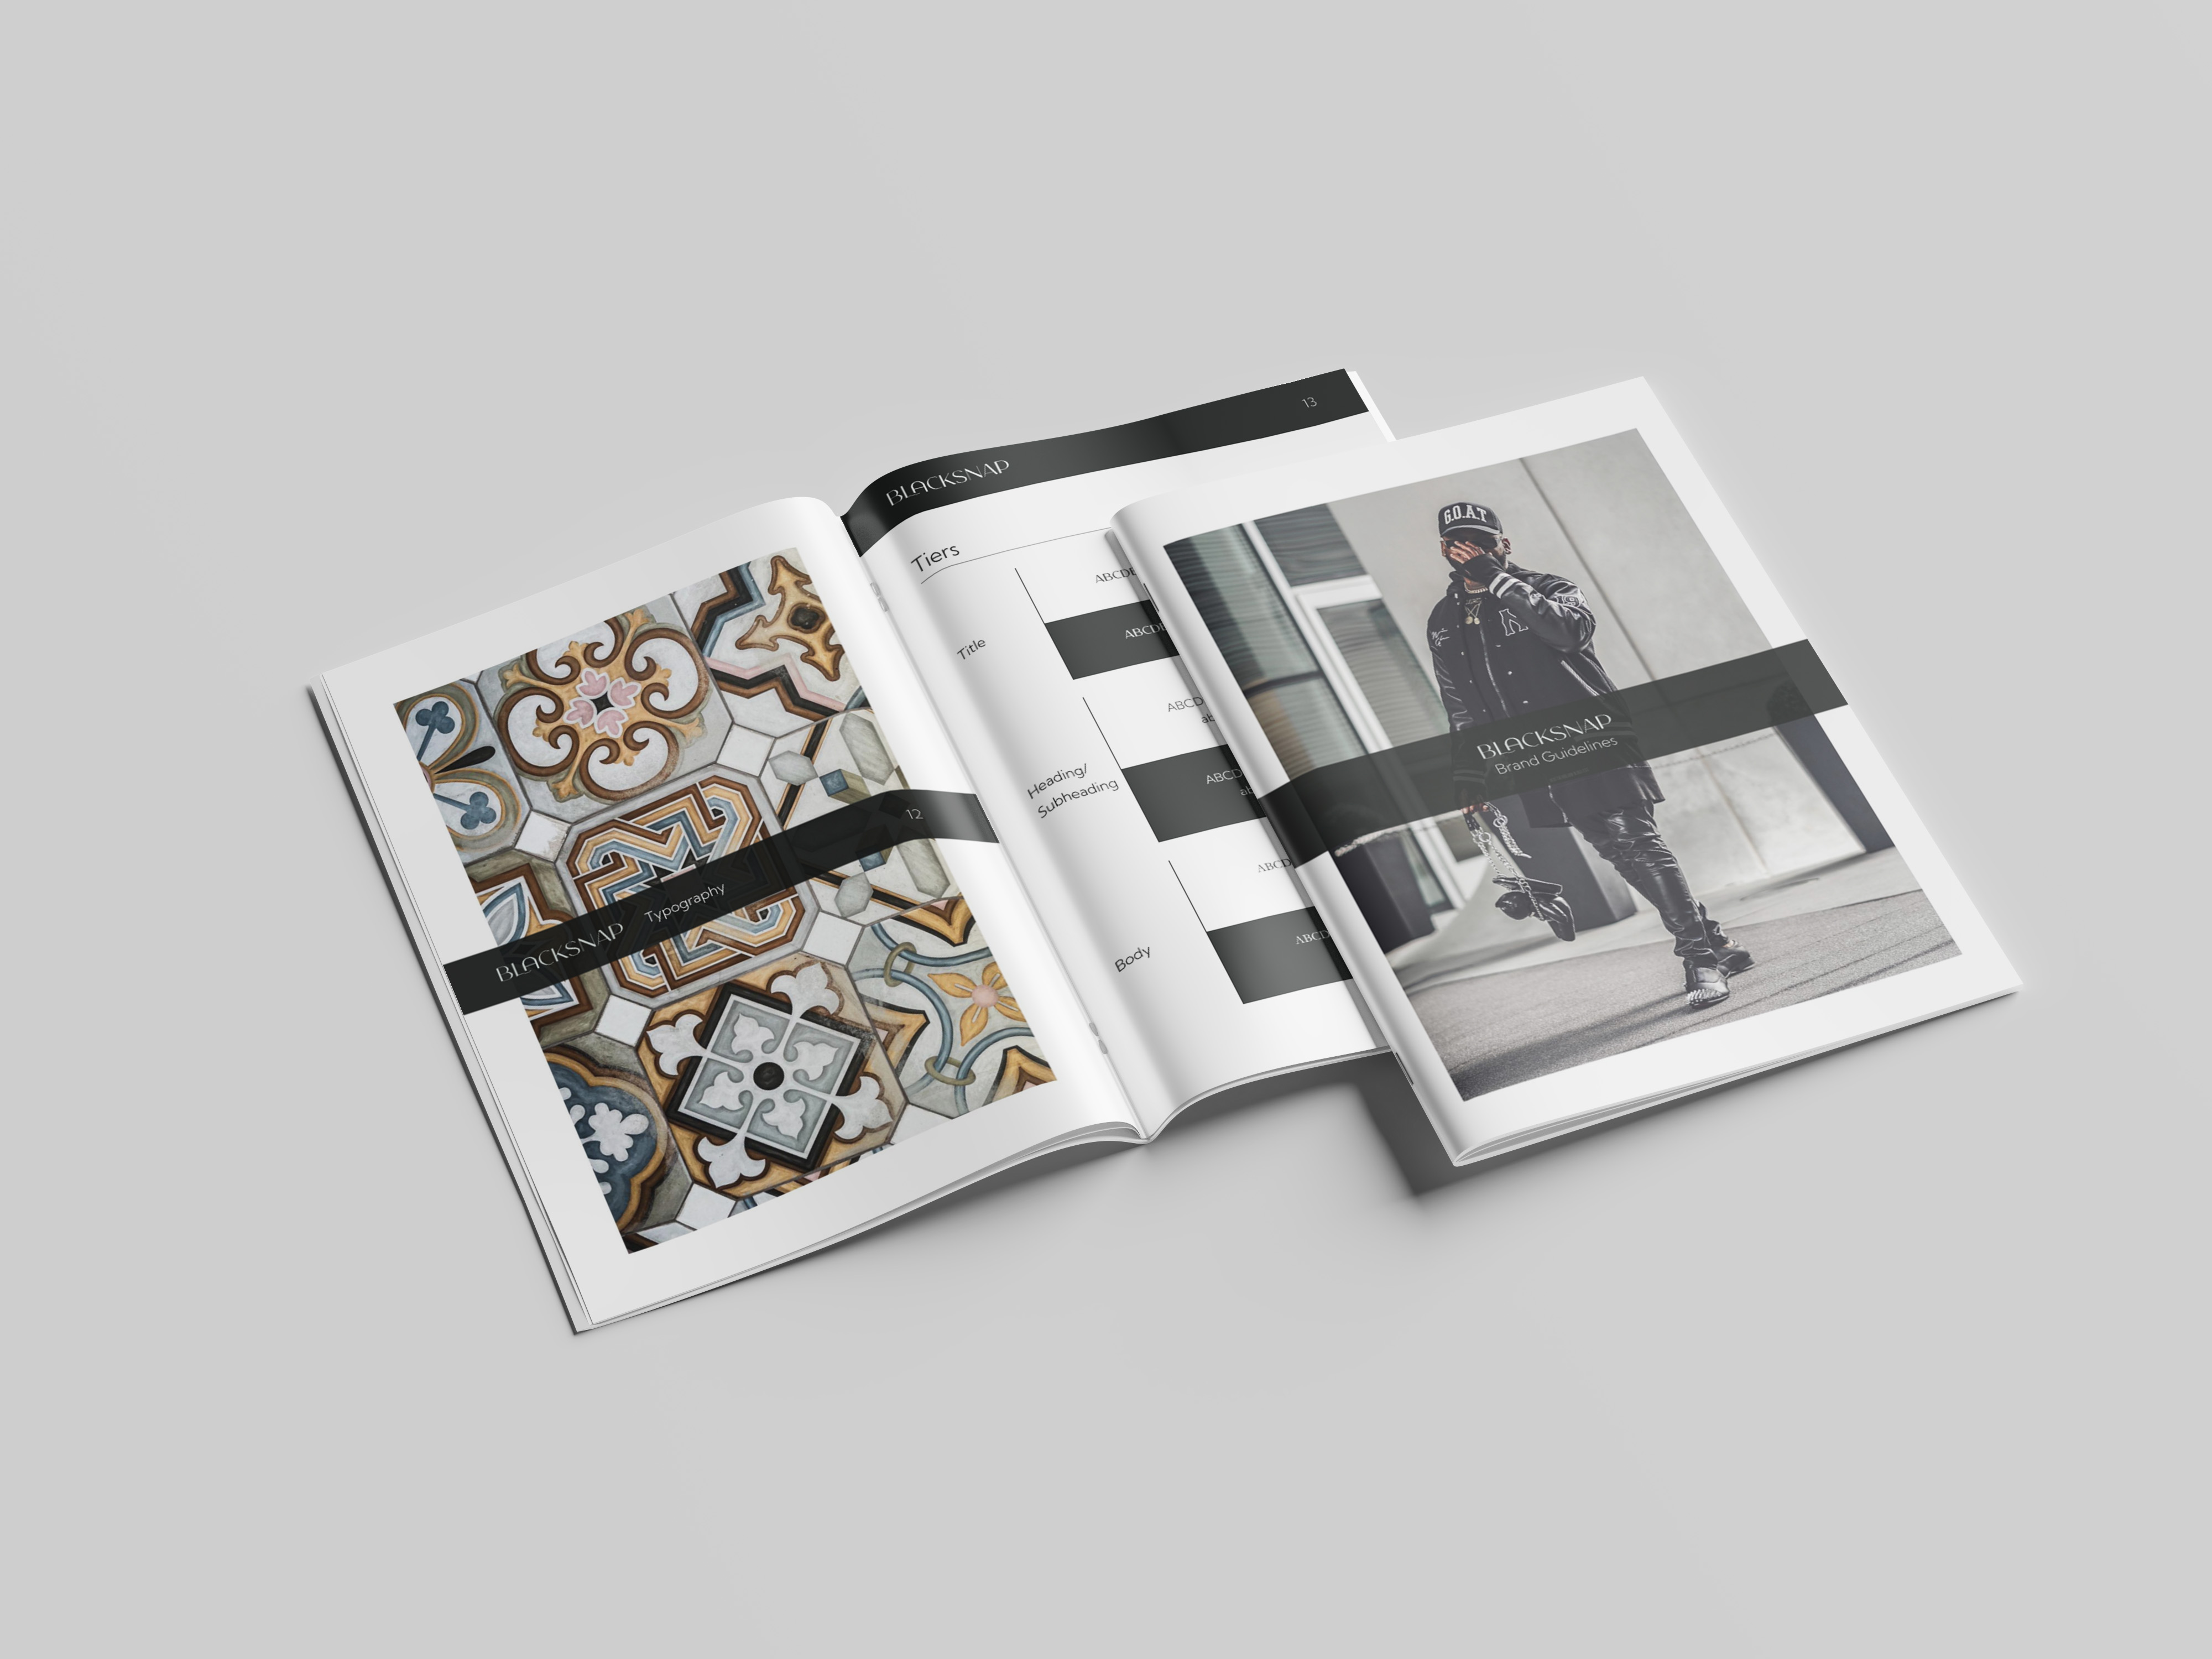 BLACKSNAP
Typography
12
BLACKSNAP
13
Tiers
Title
ABCDE
ABCDE
Heading/
Subheading
ABCD
ab
ABCD
ab
Body
ABCD
ABCD
G.O.A.T
BLACKSNAP
Brand Guidelines